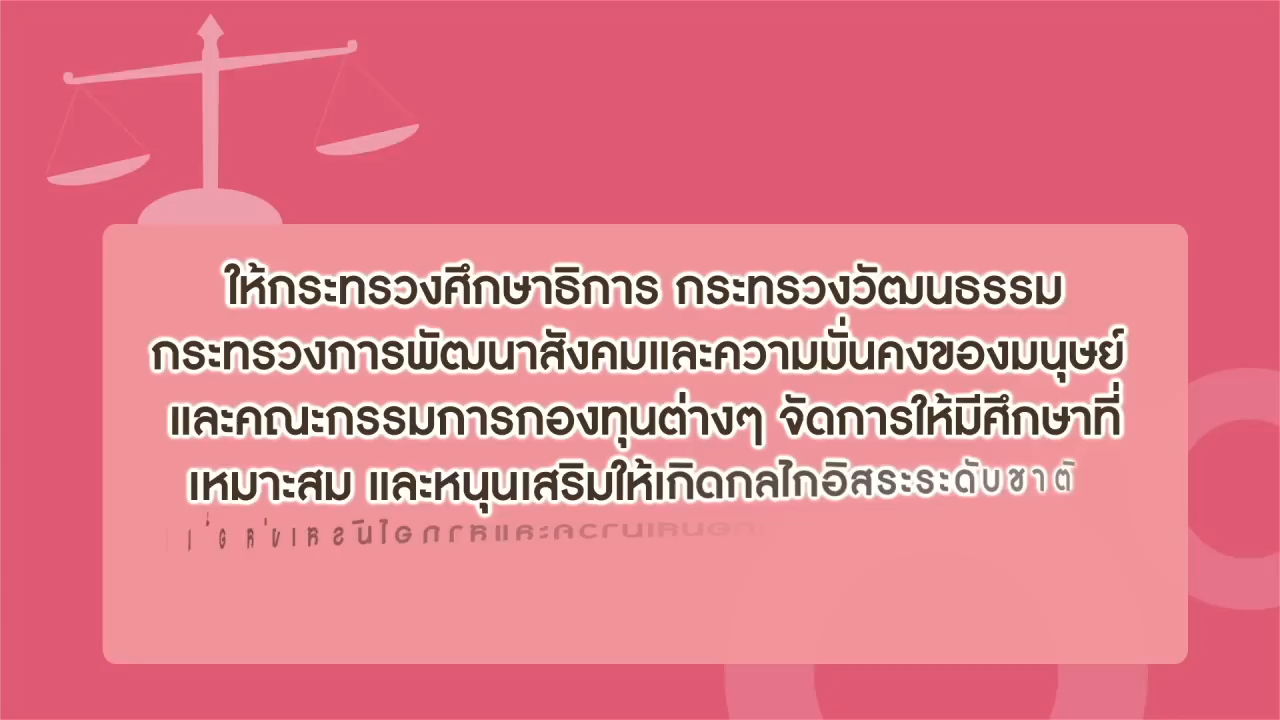 ให้กระทรวงศึกษาธิการ กระทรวงวัฒนธรรม
กระทรวงการพัฒนาสังคมและความมั่นคงของมนุษย์
และคณะกรรมการกองทุนต่างๆ จัดการให้มีศึกษาที่
เหมาะสม และหนุนเสริมให้เกิดกลไกอิสระระดับชาติ